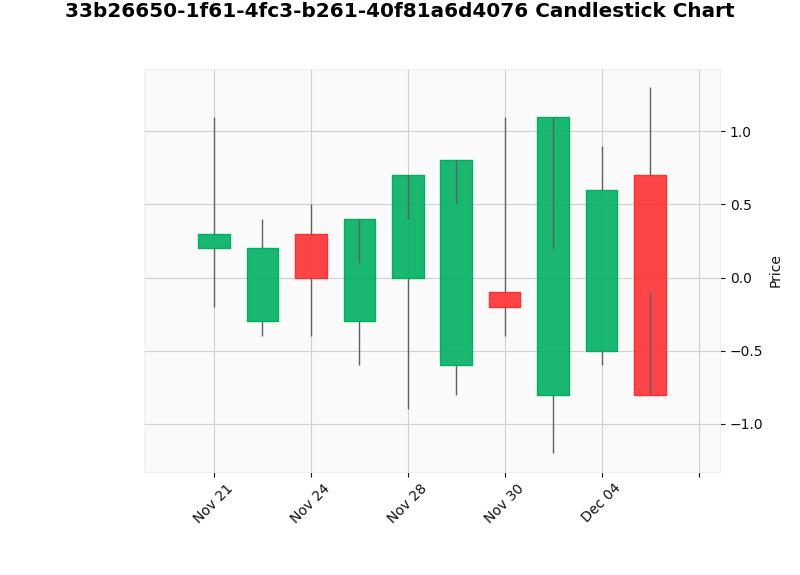 33b26650-1f61-4fc3-b261-40f81a6d4076 Candlestick Chart
1.0
0.5
0.0
−0.5
−1.0
Price
Nov 21
Nov 24
Nov 28
Nov 30
Dec 04